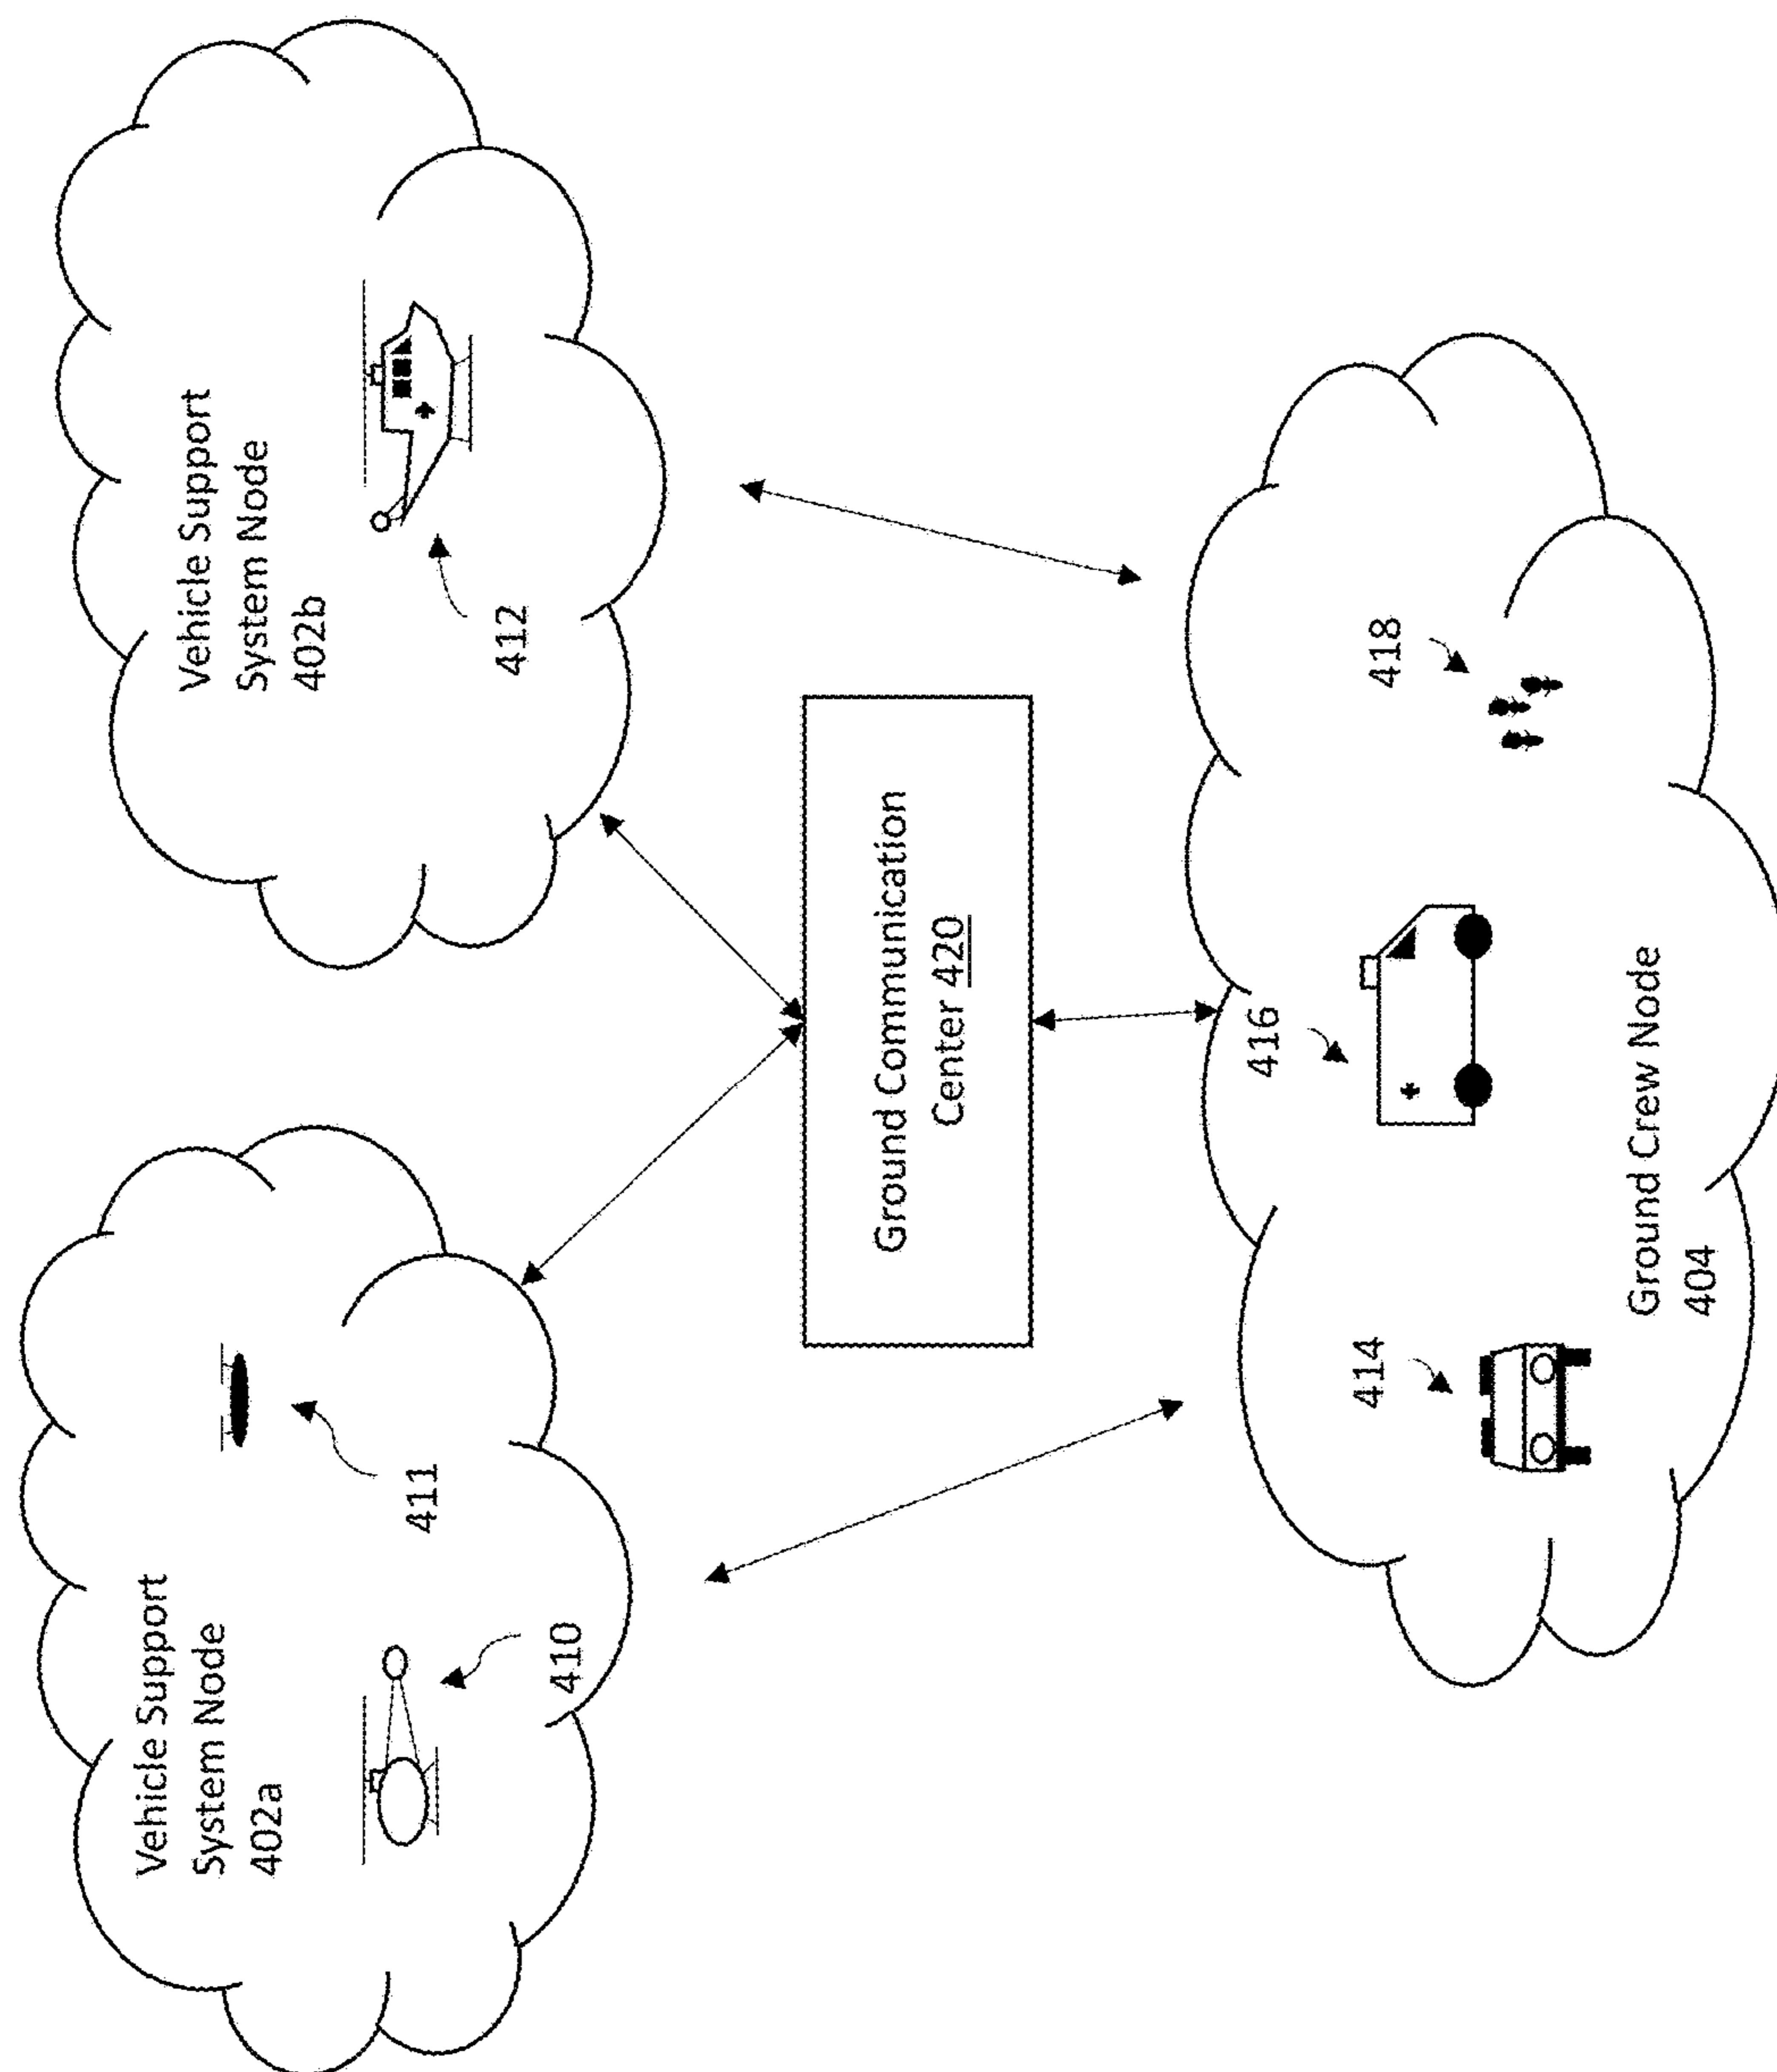 Vehicle Support
System Node
402a
411
410
Vehicle Support
System Node
402b
412
Ground Communication
Center 420
414
416
418
Ground Crew Node
404